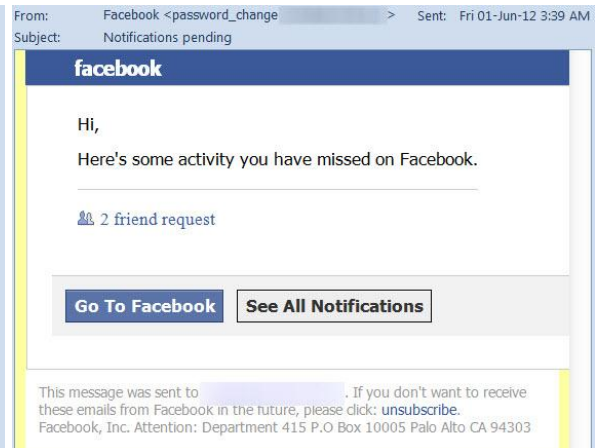 From: Facebook <password_change > Sent: Fri 01-Jun-12 3:39 AM
Subject: Notifications pending
facebook
Hi,
Here's some activity you have missed on Facebook.
2 friend request
Go To Facebook See All Notifications
This message was sent to . If you don't want to receive
these emails from Facebook in the future, please click: unsubscribe.
Facebook, Inc. Attention: Department 415 P.O Box 10005 Palo Alto CA 94303